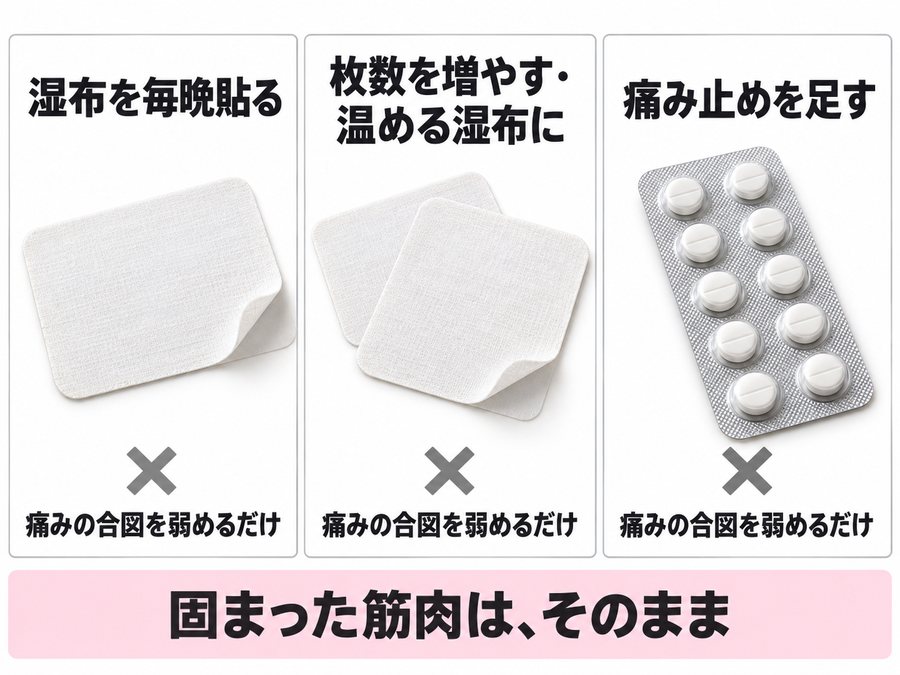 湿布を毎晩貼る
枚数を増やす・
温める湿布に
痛み止めを足す
痛みの合図を弱めるだけ
痛みの合図を弱めるだけ
痛みの合図を弱めるだけ
固まった筋肉は、そのまま